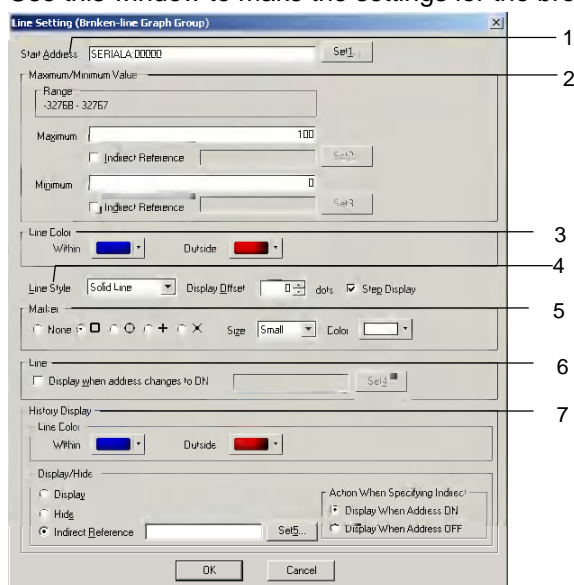 Use this window to make the settings for the bro
Line Setting (Brnken-line Graph Group)
Start Address SERIALA:00000 Set1...
1
Maximum/Minimum Value
2
Range
-32768 - 32767
Maximum 100
Indirect Reference Set2...
Minimum 0
Indirect Reference Set3
Line Color
3
Within Outside
4
Line Style Solid Line Display Offset 0 dots Step Display
Marker
5
None Size Small Color
Line
6
Display when address changes to ON Set4
History Display
7
Line Color
Within Outside
Display/Hide
Display
Hide
Indirect Reference Set5...
Action When Specifying Indirect
Display When Address ON
Display When Address OFF
OK Cancel